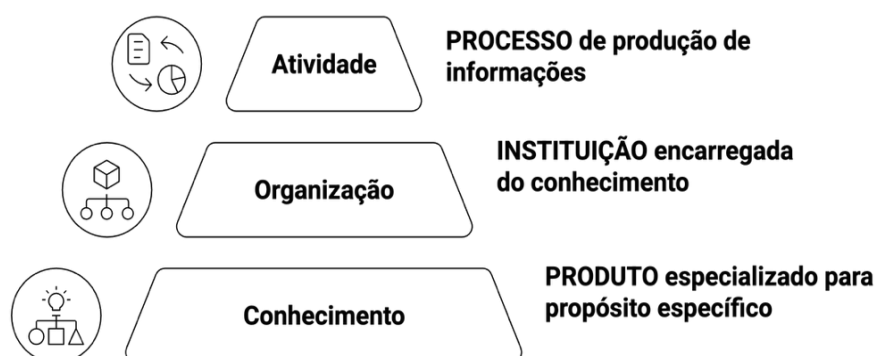 Atividade
PROCESSO de produção de
informações
Organização
INSTITUIÇÃO encarregada
do conhecimento
Conhecimento
PRODUTO especializado para
propósito específico